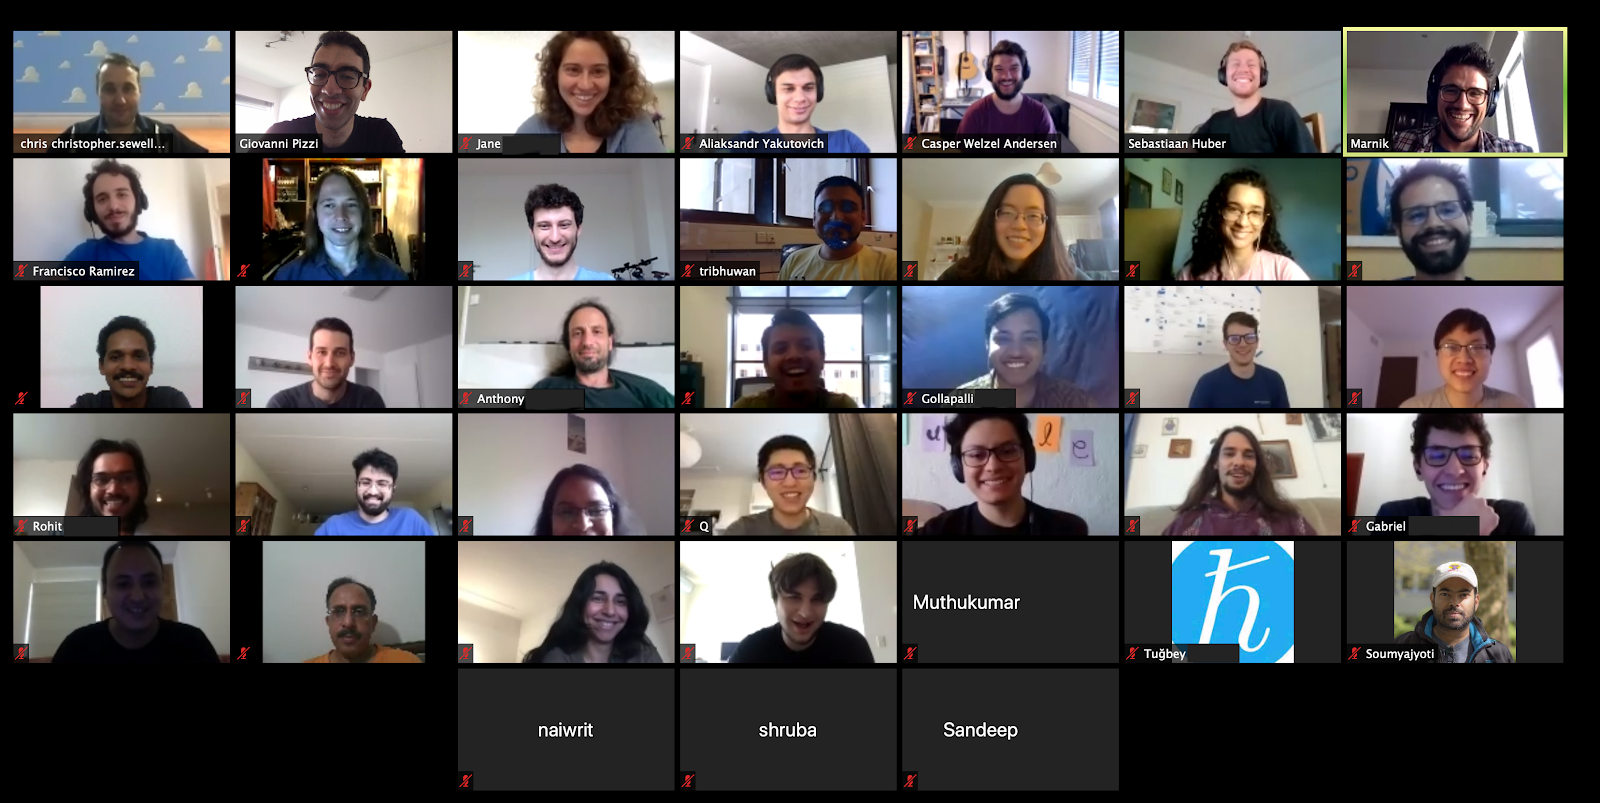 chris christopher.sewell...
Giovanni Pizzi
Jane
Aliaksandr Yakutovich
Casper Welzel Andersen
Sebastiaan Huber
Marnik
Francisco Ramirez
tribhuwan
Anthony
Gollapalli
Rohit
Q
u l e
Gabriel
Muthukumar
ħ
Tuğbey
Soumyajyoti
naiwrit
shruba
Sandeep